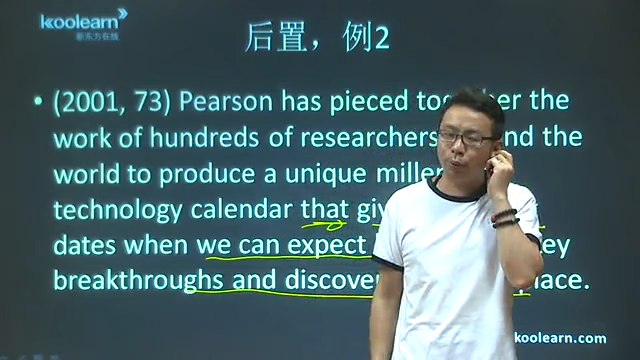 koolearn
新东方在线
后置，例2
• (2001, 73) Pearson has pieced the
work of hundreds of researchers the
world to produce a unique
technology calendar that
dates when we can expect
breakthroughs and place.
koolearn.com